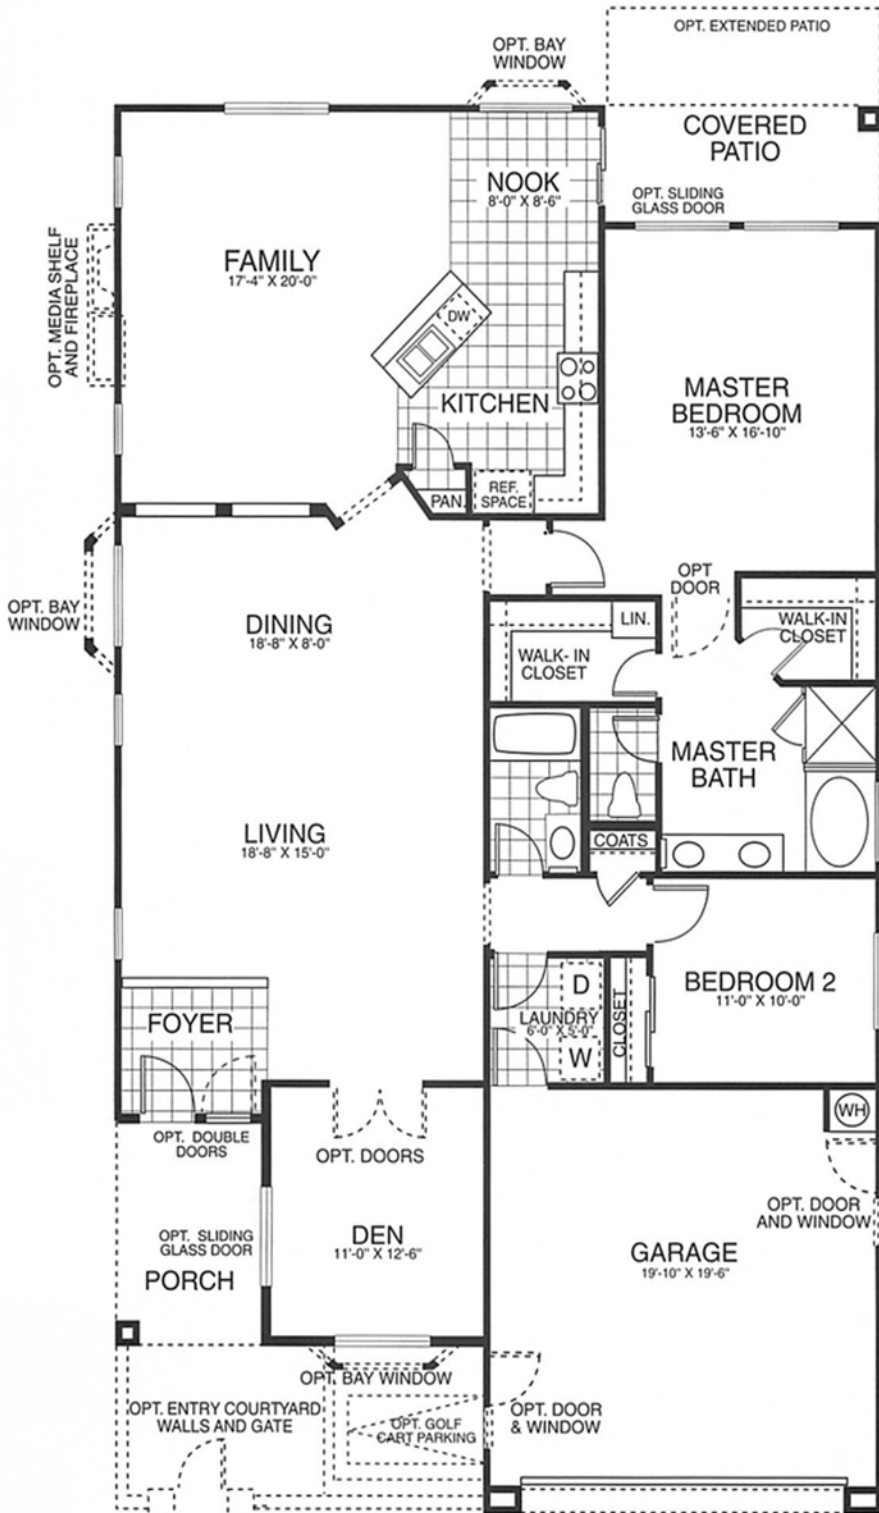 OPT. EXTENDED PATIO
OPT. BAY
WINDOW
COVERED
PATIO
NOOK
8'-0" X 8'-6"
OPT. SLIDING
GLASS DOOR
FAMILY
17'-4" X 20'-0"
OPT. MEDIA SHELF
AND FIREPLACE
DW
KITCHEN
MASTER
BEDROOM
13'-6" X 16'-10"
PAN.
REF.
SPACE
OPT
DOOR
OPT. BAY
WINDOW
DINING
18'-8" X 8'-0"
LIN.
WALK-IN
CLOSET
WALK- IN
CLOSET
MASTER
BATH
LIVING
18'-8" X 15'-0"
COATS
BEDROOM 2
11'-0" X 10'-0"
D
LAUNDRY
6'-0" X 5'-0"
W
CLOSET
FOYER
WH
OPT. DOUBLE
DOORS
OPT. DOORS
OPT. DOOR
AND WINDOW
OPT. SLIDING
GLASS DOOR
DEN
11'-0" X 12'-6"
GARAGE
19'-10" X 19'-6"
PORCH
OPT. BAY WINDOW
OPT. ENTRY COURTYARD
WALLS AND GATE
OPT. GOLF
CART PARKING
OPT. DOOR
& WINDOW